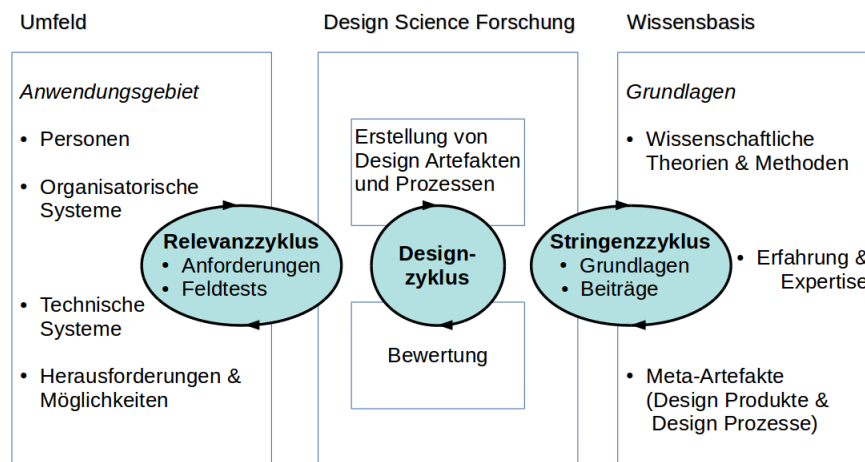 Umfeld
Design Science Forschung
Wissensbasis
Anwendungsgebiet
• Personen
• Organisatorische
Systeme
• Technische
Systeme
• Herausforderungen &
Möglichkeiten
Relevanzzyklus
• Anforderungen
• Feldtests
Erstellung von
Design Artefakten
und Prozessen
Design-
zyklus
Bewertung
Stringenzzyklus
• Grundlagen
• Beiträge
Grundlagen
• Wissenschaftliche
Theorien & Methoden
• Erfahrung &
Expertise
• Meta-Artefakte
(Design Produkte &
Design Prozesse)